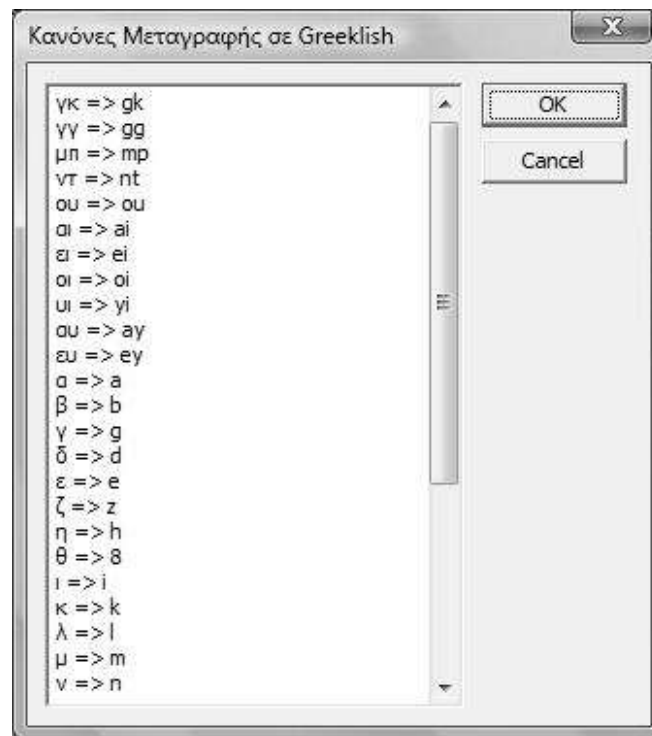 Κανόνες Μεταγραφής σε Greeklish
γκ => gk
γγ => gg
μπ => mp
ντ => nt
ου => ou
αι => ai
ει => ei
οι => oi
υι => yi
αυ => ay
ευ => ey
α => a
β => b
γ => g
δ => d
ε => e
ζ => z
η => h
θ => 8
ι => i
κ => k
λ => l
μ => m
ν => n
OK
Cancel